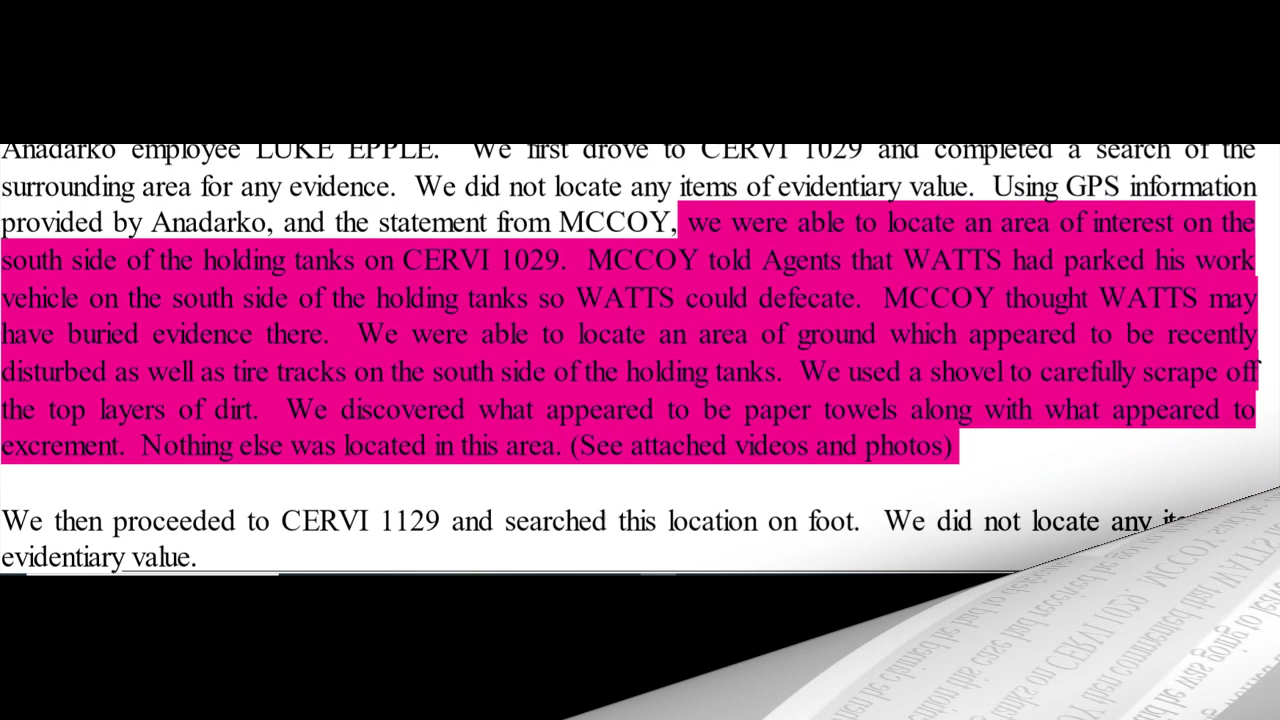 Anadarko employee LUKE EPPLE. We first drove to CERVI 1029 and completed a search of the
surrounding area for any evidence. We did not locate any items of evidentiary value. Using GPS information
provided by Anadarko, and the statement from MCCOY, we were able to locate an area of interest on the
south side of the holding tanks on CERVI 1029. MCCOY told Agents that WATTS had parked his work
vehicle on the south side of the holding tanks so WATTS could defecate. MCCOY thought WATTS may
have buried evidence there. We were able to locate an area of ground which appeared to be recently
disturbed as well as tire tracks on the south side of the holding tanks. We used a shovel to carefully scrape off
the top layers of dirt. We discovered what appeared to be paper towels along with what appeared to
excrement. Nothing else was located in this area. (See attached videos and photos)
We then proceeded to CERVI 1129 and searched this location on foot. We did not locate any
evidentiary value.